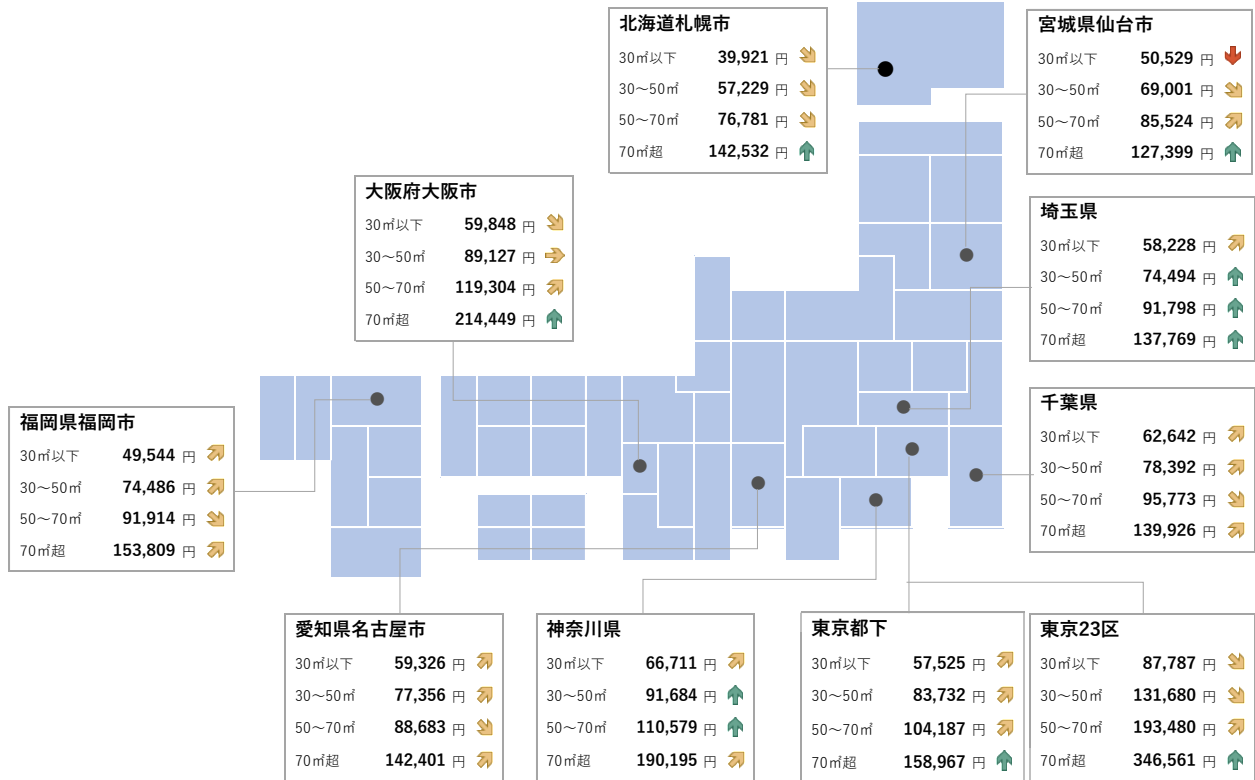 北海道札幌市
30㎡以下 39,921 円
30～50㎡ 57,229 円
50～70㎡ 76,781 円
70㎡超 142,532 円
宮城県仙台市
30㎡以下 50,529 円
30～50㎡ 69,001 円
50～70㎡ 85,524 円
70㎡超 127,399 円
大阪府大阪市
30㎡以下 59,848 円
30～50㎡ 89,127 円
50～70㎡ 119,304 円
70㎡超 214,449 円
埼玉県
30㎡以下 58,228 円
30～50㎡ 74,494 円
50～70㎡ 91,798 円
70㎡超 137,769 円
千葉県
30㎡以下 62,642 円
30～50㎡ 78,392 円
50～70㎡ 95,773 円
70㎡超 139,926 円
福岡県福岡市
30㎡以下 49,544 円
30～50㎡ 74,486 円
50～70㎡ 91,914 円
70㎡超 153,809 円
愛知県名古屋市
30㎡以下 59,326 円
30～50㎡ 77,356 円
50～70㎡ 88,683 円
70㎡超 142,401 円
神奈川県
30㎡以下 66,711 円
30～50㎡ 91,684 円
50～70㎡ 110,579 円
70㎡超 190,195 円
東京都下
30㎡以下 57,525 円
30～50㎡ 83,732 円
50～70㎡ 104,187 円
70㎡超 158,967 円
東京23区
30㎡以下 87,787 円
30～50㎡ 131,680 円
50～70㎡ 193,480 円
70㎡超 346,561 円